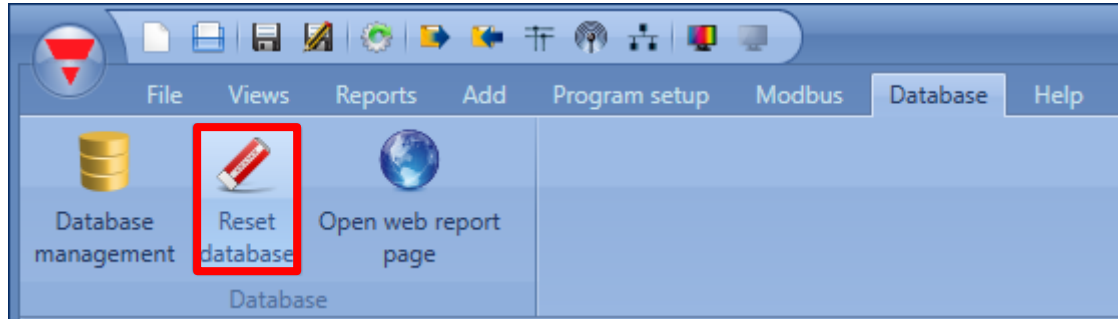 File Views Reports Add Program setup Modbus Database Help
Database management
Reset database
Open web report page
Database